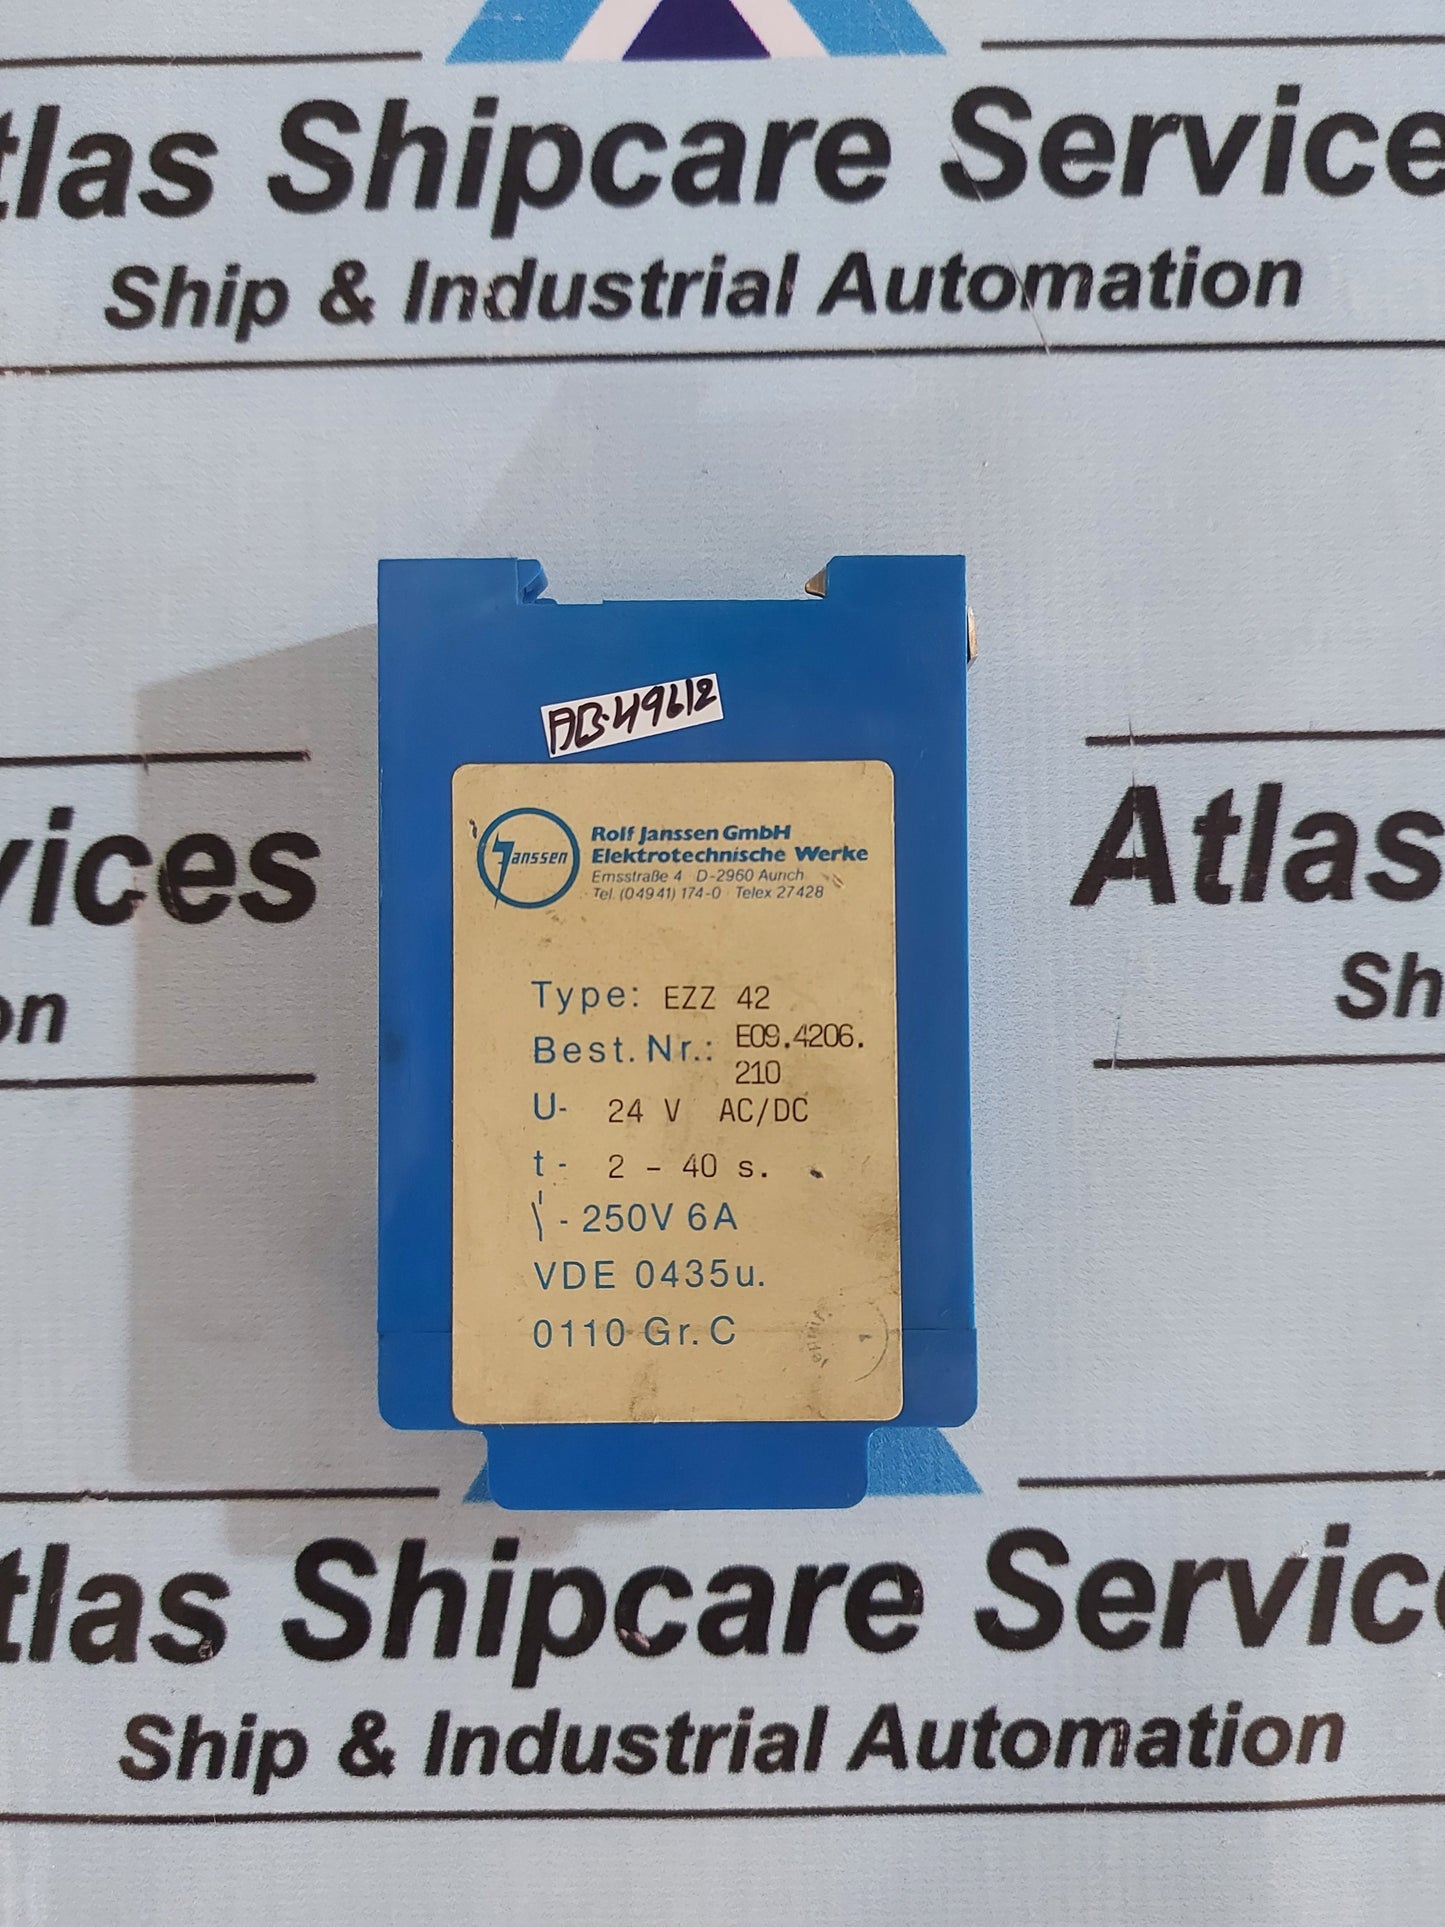 tlas Shipcare Service
Ship & Industrial Automation
AB-49612
vices
on
Atlas
Sh
Janssen
Rolf Janssen GmbH
Elektrotechnische Werke
Emsstraße 4 D-2960 Aurich
Tel. (04941) 174-0 Telex 27428
Type: EZZ 42
Best. Nr.: E09.4206.
210
U- 24 V AC/DC
t- 2 - 40 s.
- 250V 6A
VDE 0435u.
0110 Gr. C
tlas Shipcare Servic
Ship & Industrial Automation